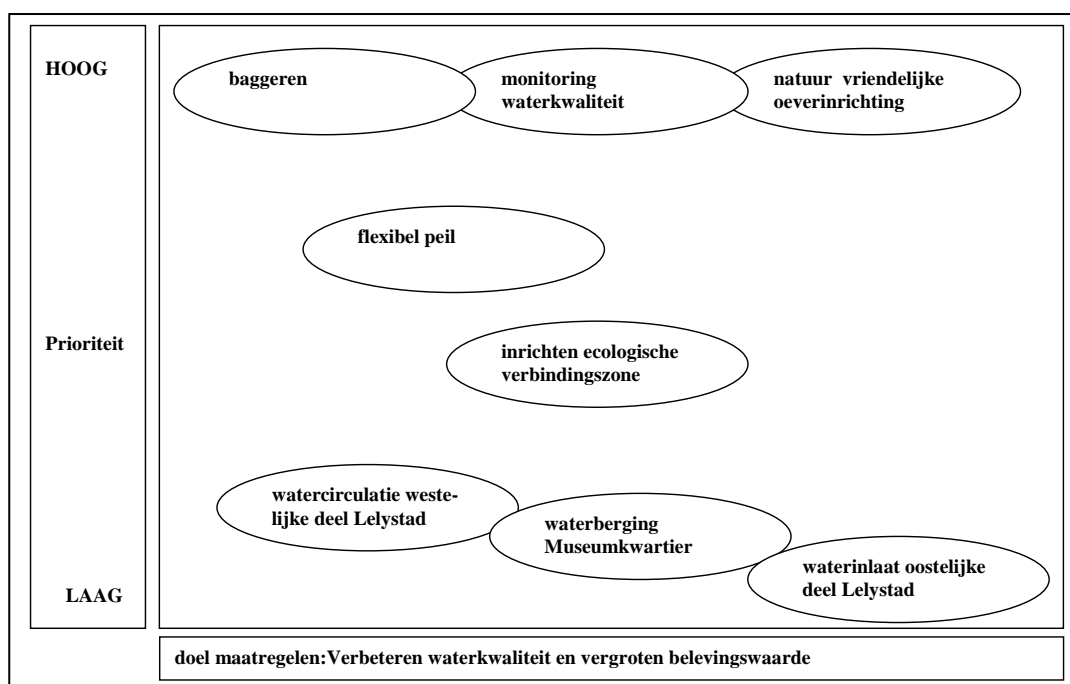 HOOG
baggeren
monitoring
waterkwaliteit
natuur vriendelijke
oeverinrichting
flexibel peil
Prioriteit
inrichten ecologische
verbindingszone
watercirculatie weste-
lijke deel Lelystad
waterberging
Museumkwartier
waterinlaat oostelijke
deel Lelystad
LAAG
doel maatregelen:Verbeteren waterkwaliteit en vergroten belevingswaarde